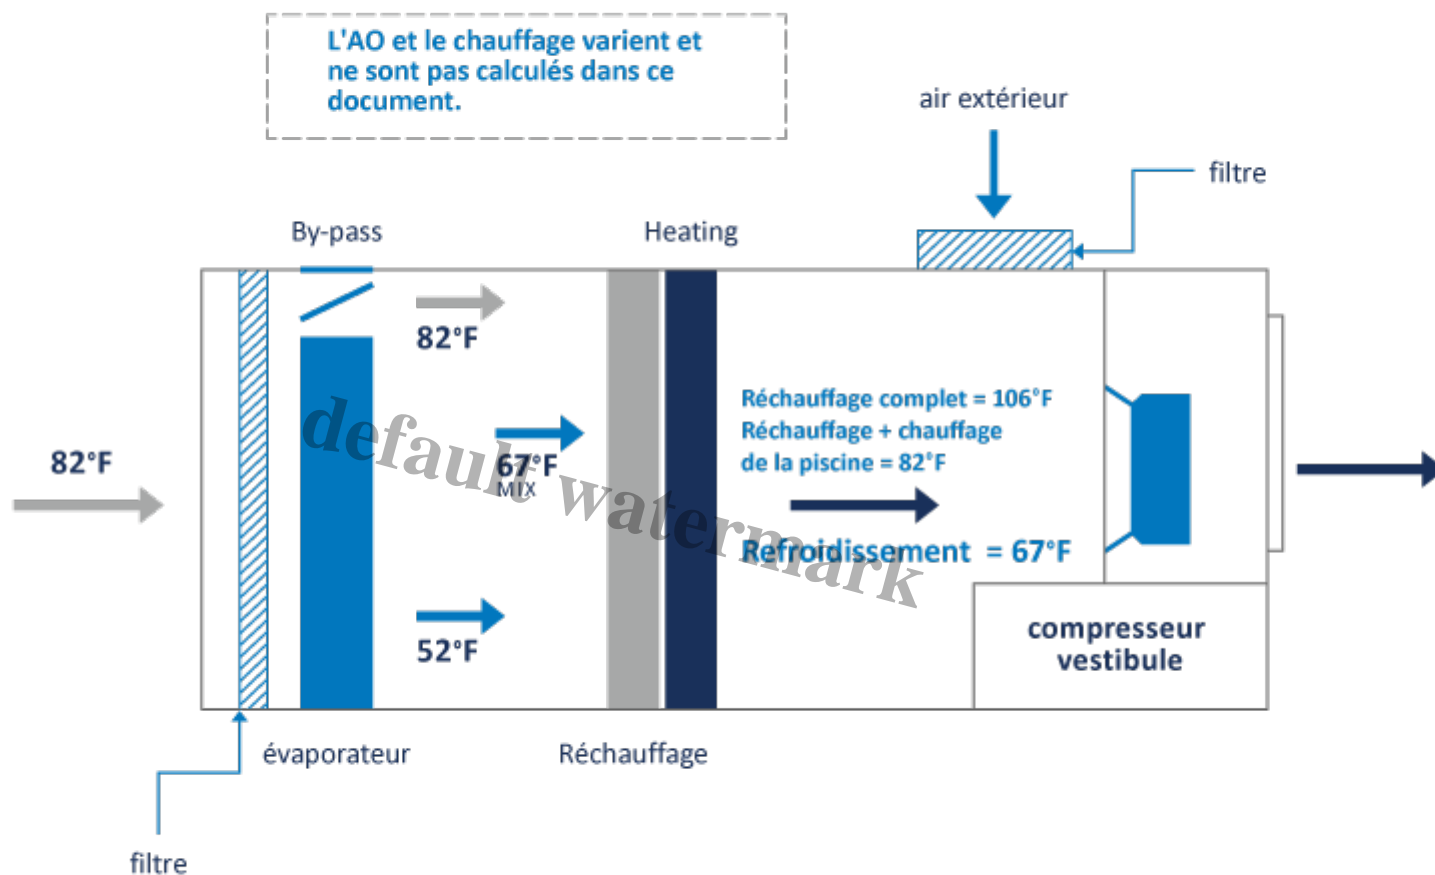 L'AO et le chauffage varient et
ne sont pas calculés dans ce
document.
air extérieur
filtre
By-pass
Heating
82°F
82°F
67°F
MIX
52°F
Réchauffage complet = 106°F
Réchauffage + chauffage
de la piscine = 82°F
Refroidissement = 67°F
compresseur
vestibule
évaporateur
Réchauffage
filtre
default watermark